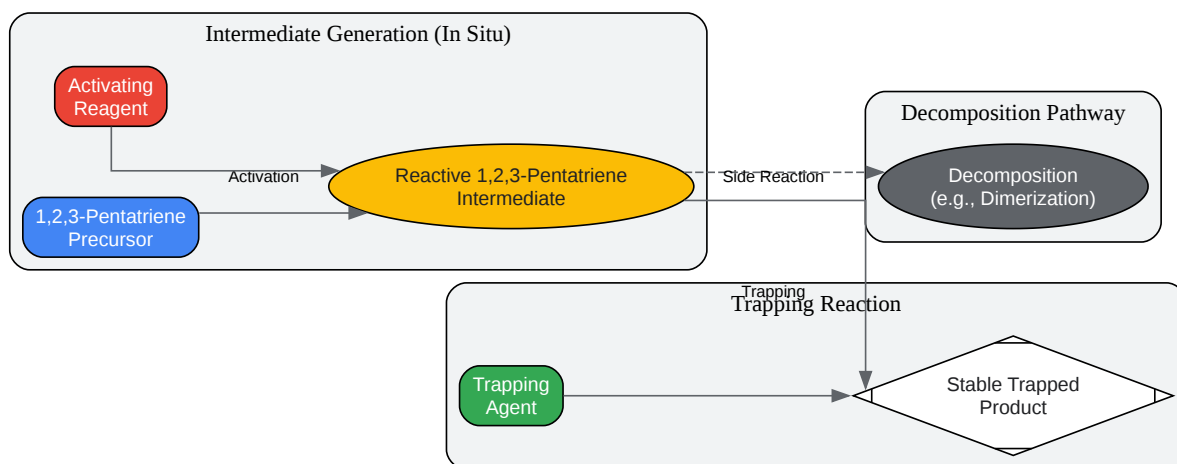 Intermediate Generation (In Situ)
Activating
Reagent
Activation
Reactive 1,2,3-Pentatriene
Intermediate
1,2,3-Pentatriene
Precursor
Side Reaction
Decomposition Pathway
Decomposition
(e.g., Dimerization)
Trapping
Trapping Reaction
Trapping
Agent
Stable Trapped
Product